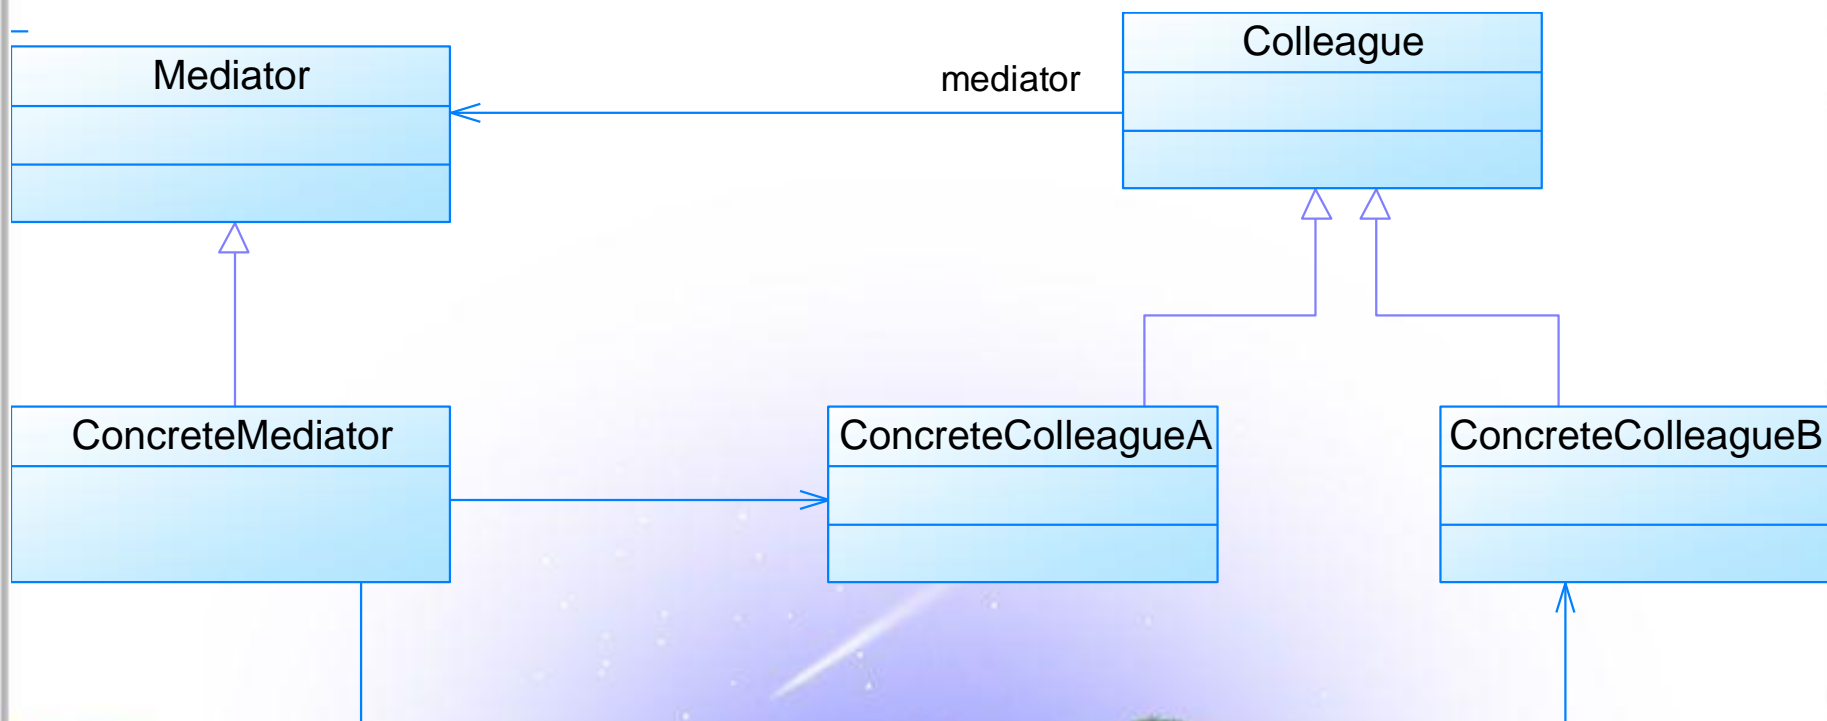 Colleague
Mediator
mediator
ConcreteMediator
ConcreteColleagueA
ConcreteColleagueB